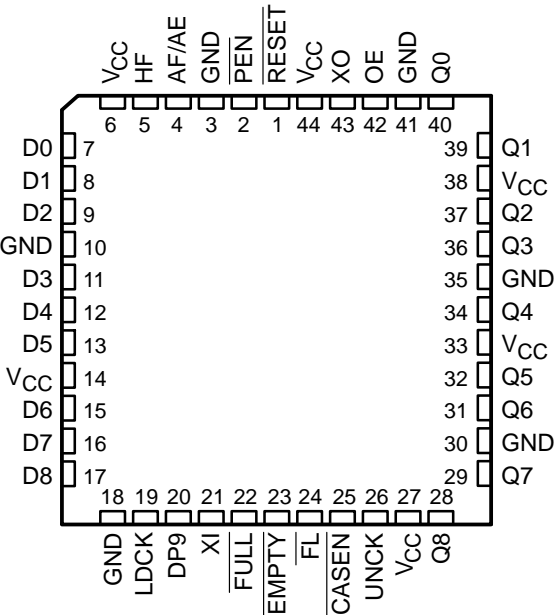 VCC HF AF/AE GND PEN RESET VCC XO OE GND Q0
6 5 4 3 2 1 44 43 42 41 40
D0 7 39 Q1
D1 8 38 VCC
D2 9 37 Q2
GND 10 36 Q3
D3 11 35 GND
D4 12 34 Q4
D5 13 33 VCC
VCC 14 32 Q5
D6 15 31 Q6
D7 16 30 GND
D8 17 29 Q7
18 19 20 21 22 23 24 25 26 27 28
GND LDCK DP9 XI FULL EMPTY FL CASEN UNCK VCC Q8